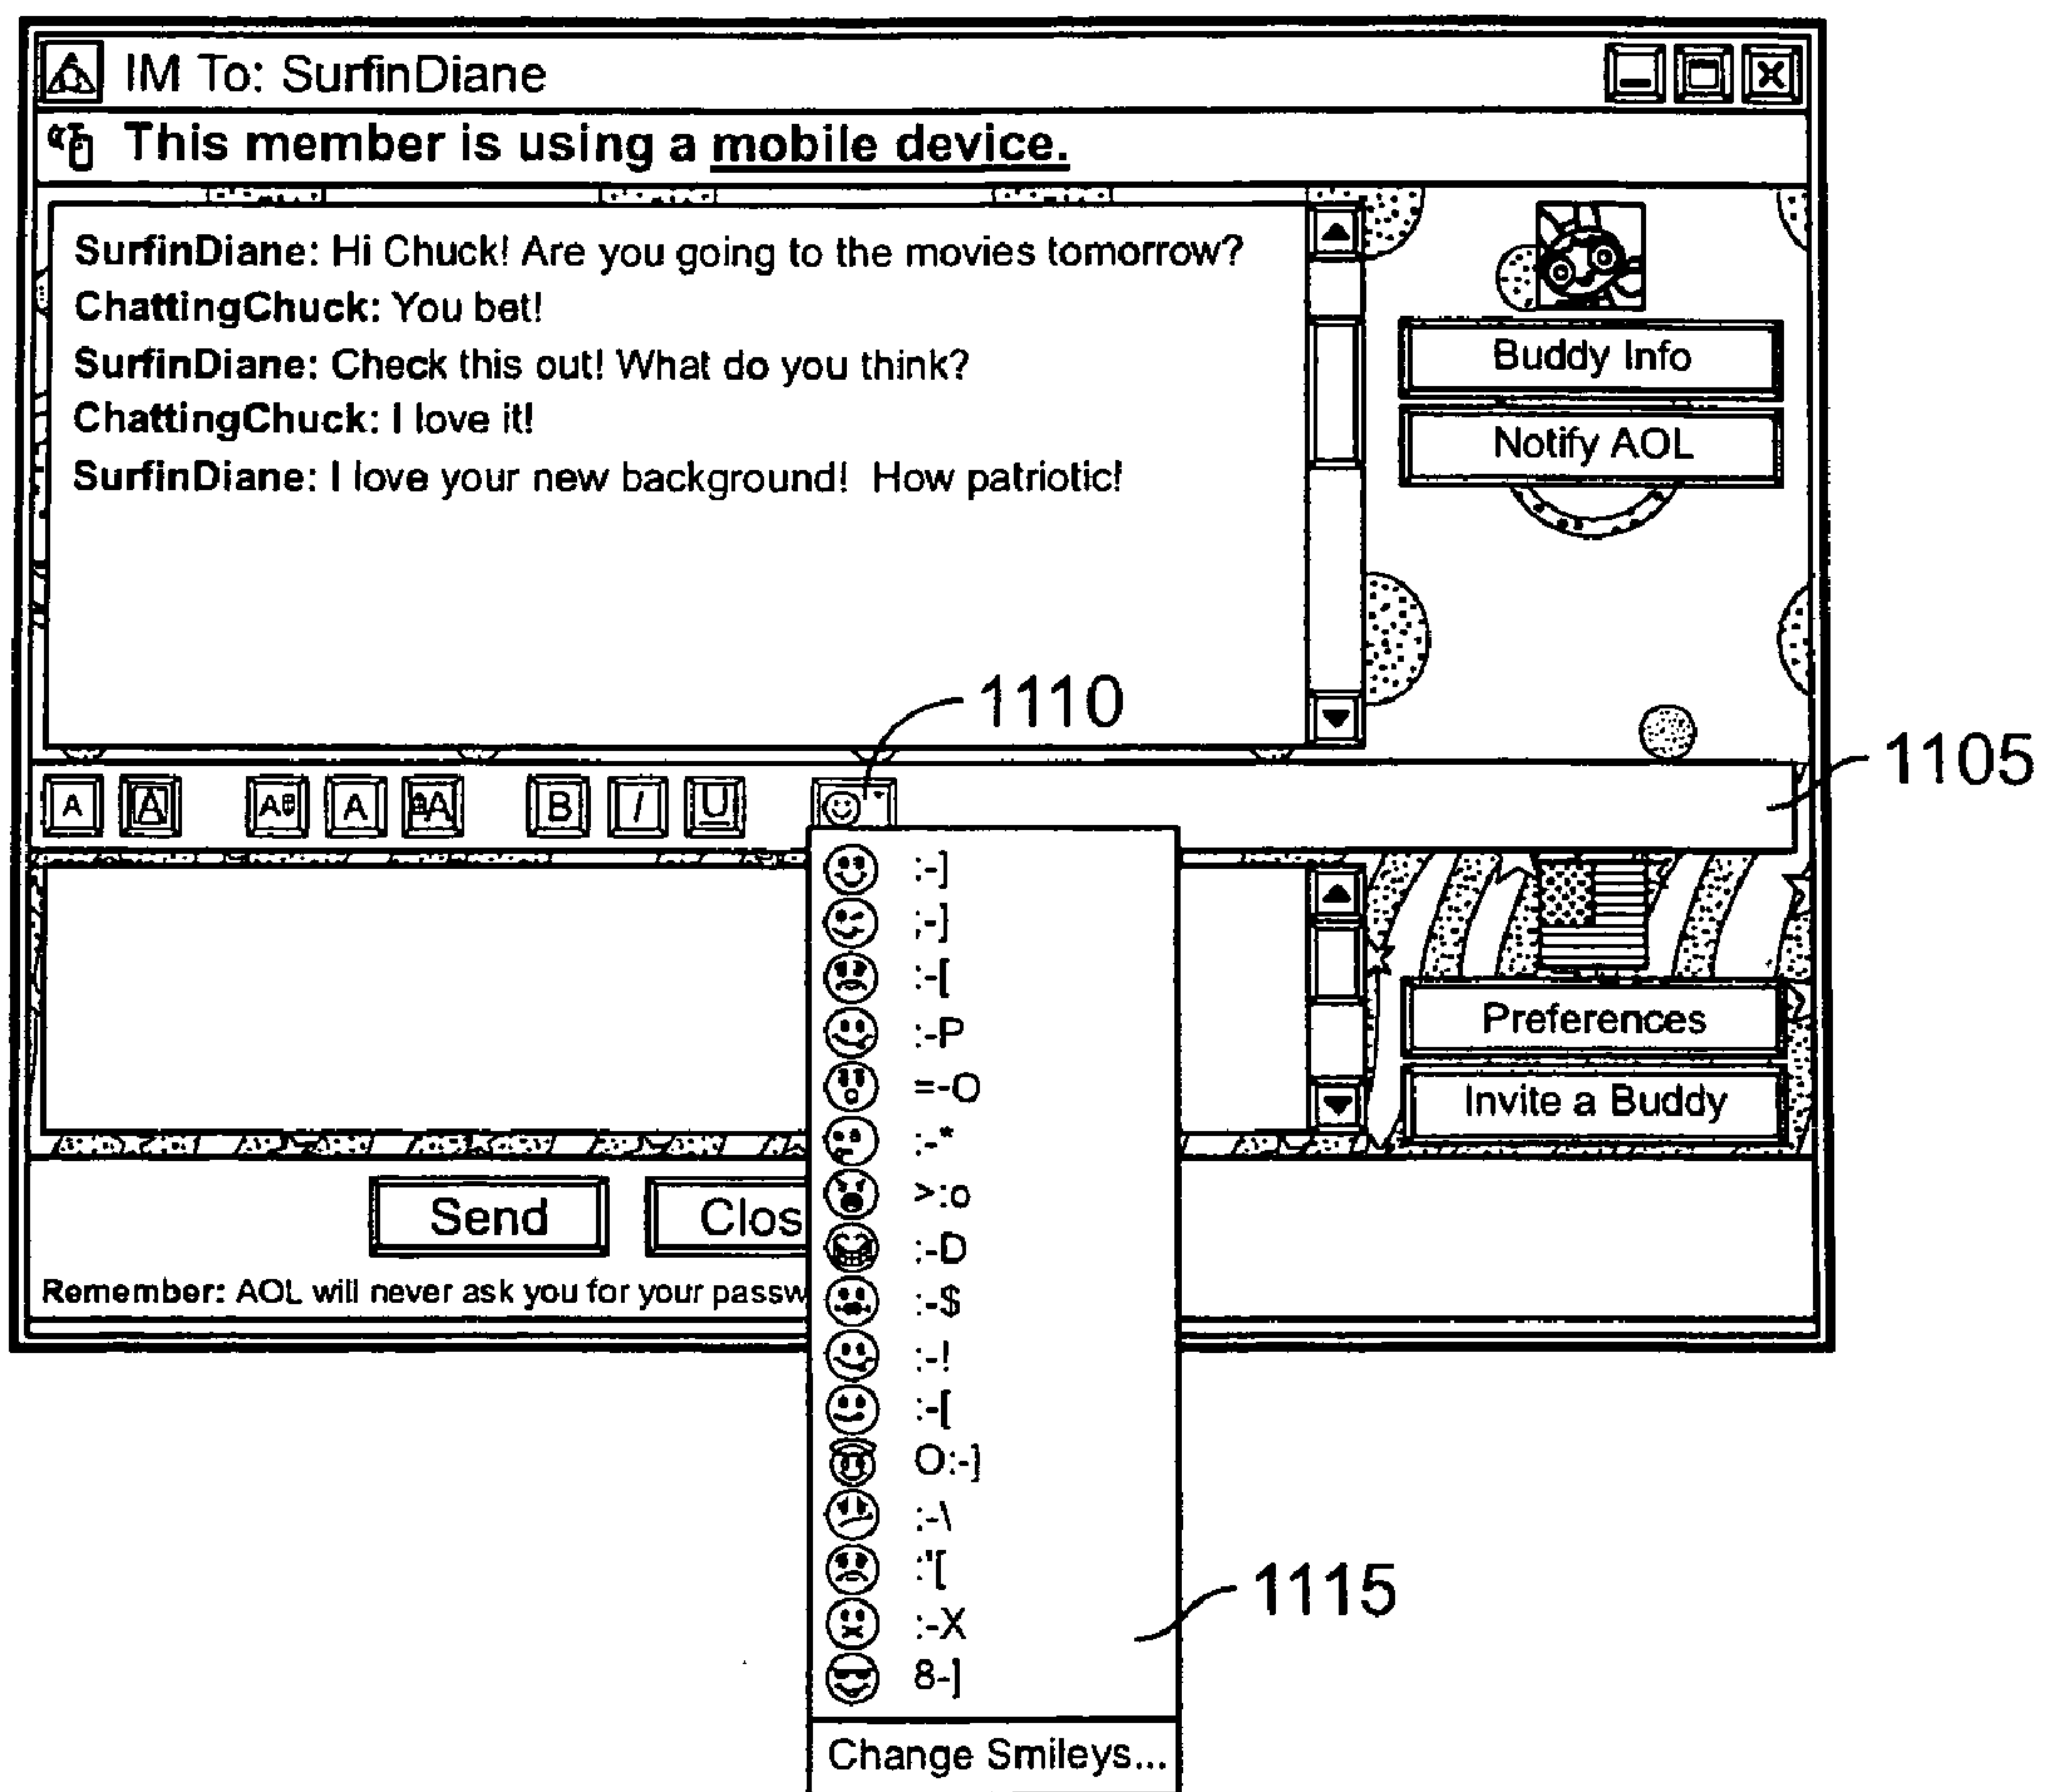 IM To: SurfinDiane
This member is using a mobile device.
SurfinDiane: Hi Chuck! Are you going to the movies tomorrow?
ChattingChuck: You bet!
SurfinDiane: Check this out! What do you think?
ChattingChuck: I love it!
SurfinDiane: I love your new background! How patriotic!
Buddy Info
Notify AOL
1110
1105
A A A A AA B I U
:-]
;-]
:-[
:-P
=-O
:-*
>:o
:-D
:-$
:-!
:-[
O:-]
:-\
:'[
:-X
8-]
Change Smileys...
Preferences
Invite a Buddy
Send Clos
Remember: AOL will never ask you for your passw
1115